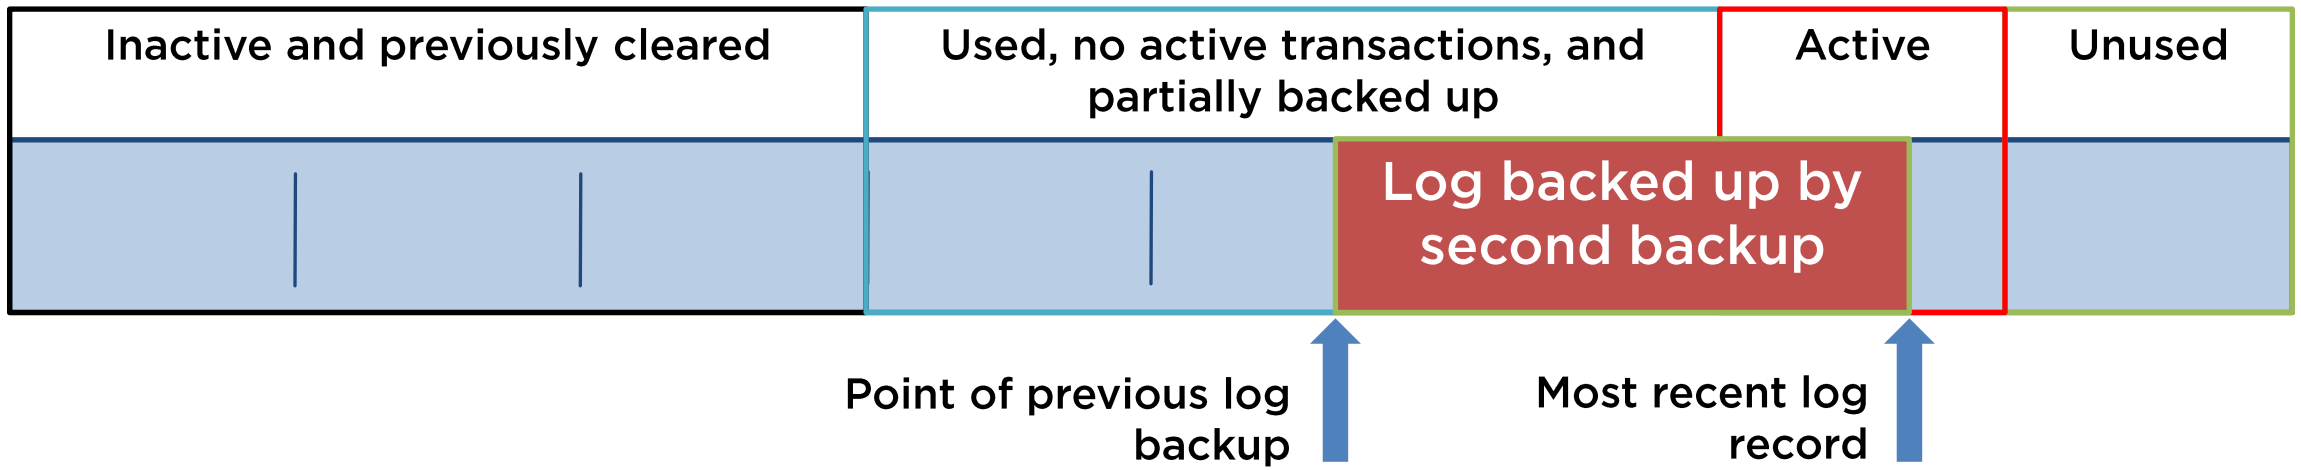 Inactive and previously cleared
Used, no active transactions, and
partially backed up
Active
Unused
Log backed up by
second backup
Point of previous log
backup
Most recent log
record